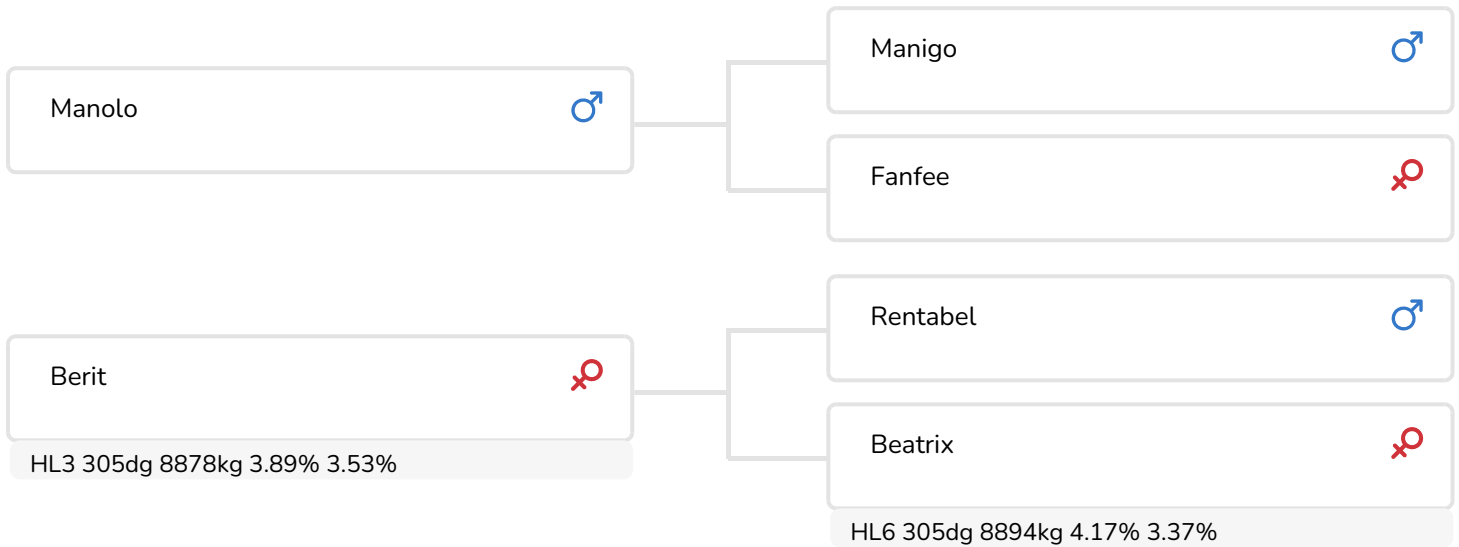 Manolo
Manigo
Fanfee
Berit
HL3 305dg 8878kg 3.89% 3.53%
Rentabel
Beatrix
HL6 305dg 8894kg 4.17% 3.37%